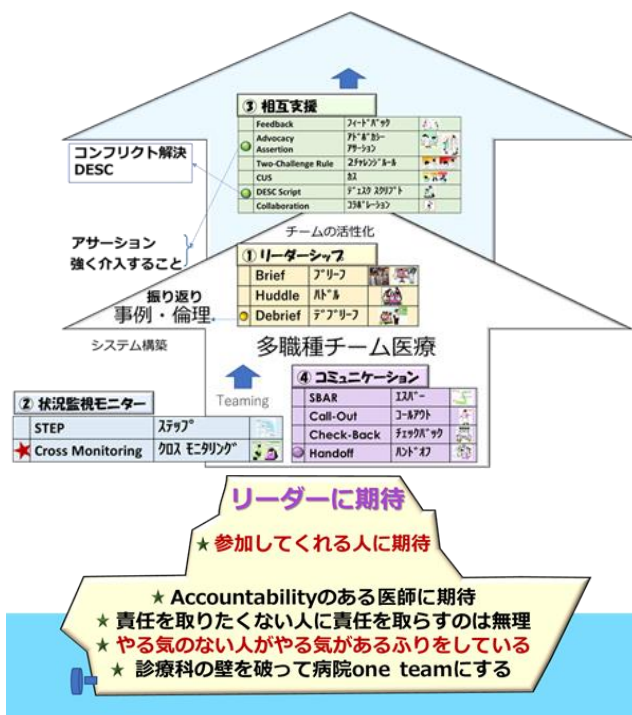 ③ 相互支援
Feedback ﾌｨｰﾄﾞﾊﾞｯｸ
Advocacy ｱﾄﾞﾎﾞｶｼｰ
Assertion ｱｻｰｼｮﾝ
Two-Challenge Rule 2ﾁｬﾚﾝｼﾞﾙｰﾙ
CUS ｶｽ
DESC Script ﾃﾞｪｽｸ ｽｸﾘﾌﾟﾄ
Collaboration ｺﾗﾎﾞﾚｰｼｮﾝ
コンフリクト解決
DESC
チームの活性化
アサーション
強く介入すること
① リーダーシップ
Brief ﾌﾞﾘｰﾌ
Huddle ﾊﾄﾞﾙ
Debrief ﾃﾞﾌﾞﾘｰﾌ
振り返り
事例・倫理
システム構築
多職種チーム医療
Teaming
② 状況監視モニター
STEP ｽﾃｯﾌﾟ
Cross Monitoring ｸﾛｽ ﾓﾆﾀﾘﾝｸﾞ
④ コミュニケーション
SBAR ｴｽﾊﾞｰ
Call-Out ｺｰﾙｱｳﾄ
Check-Back ﾁｪｯｸﾊﾞｯｸ
Handoff ﾊﾝﾄﾞｵﾌ
リーダーに期待
★ 参加してくれる人に期待
★ Accountabilityのある医師に期待
★ 責任を取りたくない人に責任を取らすのは無理
★ やる気のない人がやる気があるふりをしている
★ 診療科の壁を破って病院one teamにする